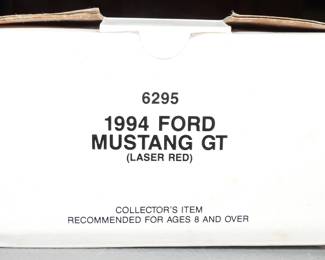 6295
1994 FORD
MUSTANG GT
(LASER RED)
COLLECTOR'S ITEM
RECOMMENDED FOR AGES 8 AND OVER